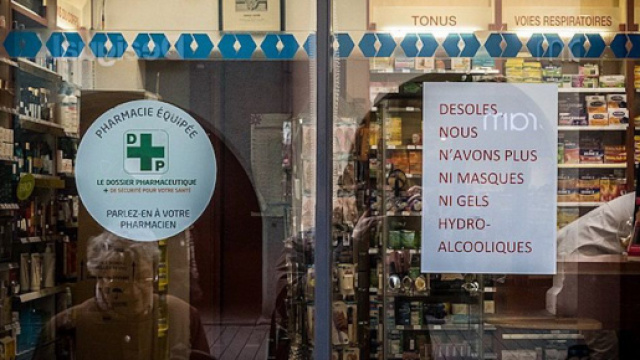 TONUS
VOIES RESPIRATOIRES
PHARMACIE ÉQUIPÉE
D
P
LE DOSSIER PHARMACEUTIQUE
+ DE SÉCURITÉ POUR VOTRE SANTÉ
PARLEZ-EN À VOTRE
PHARMACIEN
DESOLES
NOUS
N'AVONS PLUS
NI MASQUES
NI GELS
HYDRO-
ALCOOLIQUES